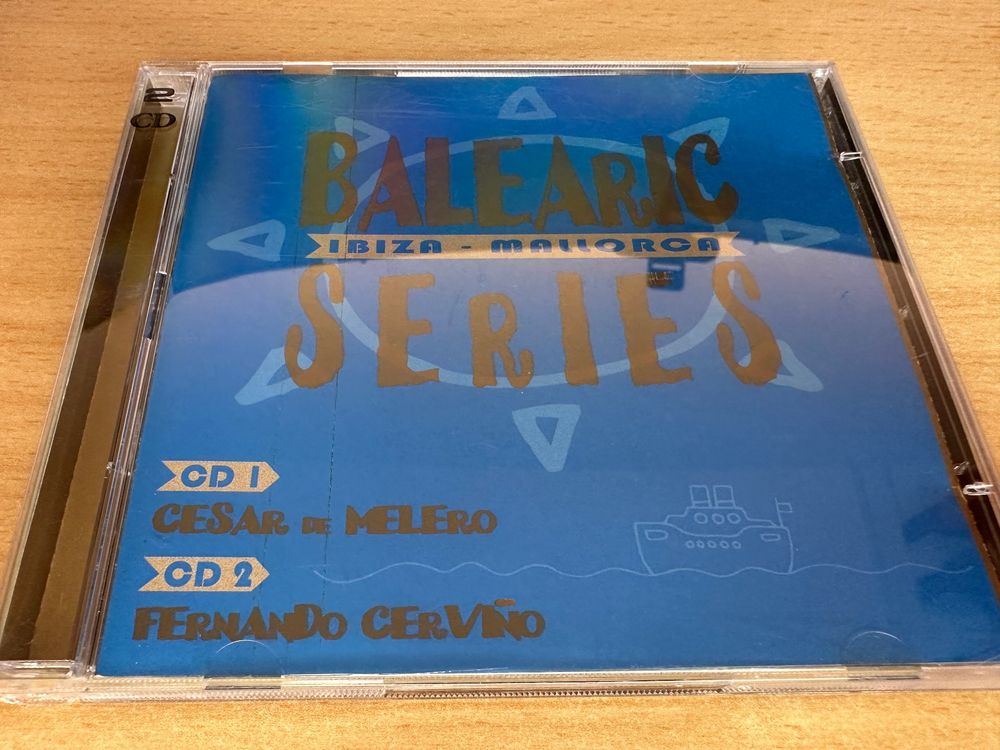 2
CD
BALEARIC
IBIZA - MALLORCA
SERIES
CD 1
CESAR DE MELERO
CD 2
FERNANDO CERVIÑO